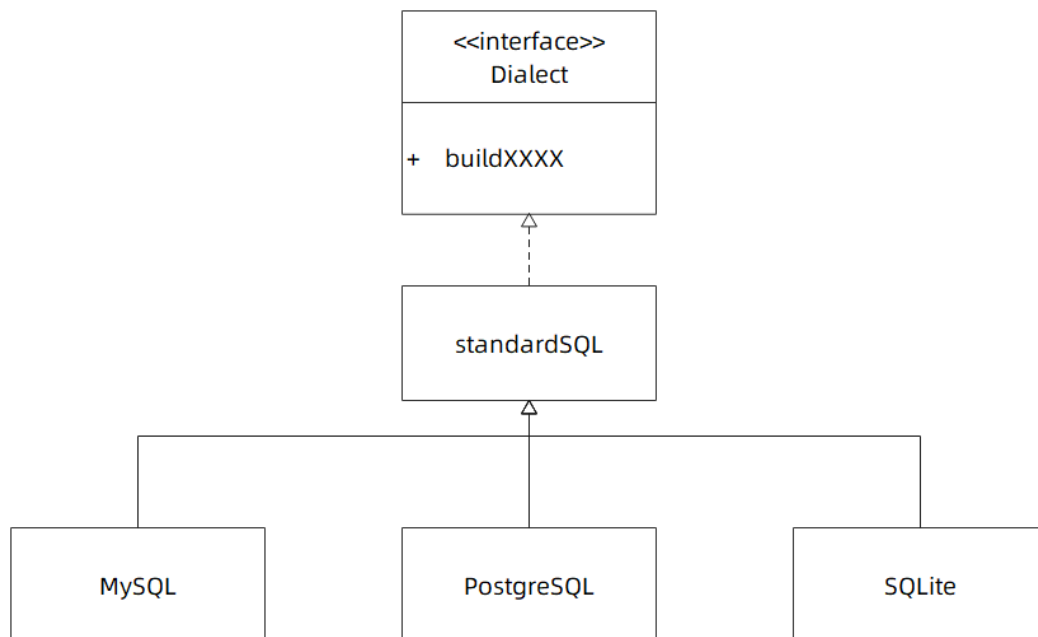 <<interface>>
Dialect
+ buildXXXX
standardSQL
MySQL
PostgreSQL
SQLite